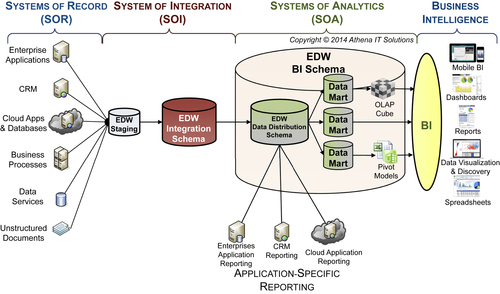 SYSTEMS OF RECORD
(SOR)
SYSTEM OF INTEGRATION
(SOI)
SYSTEMS OF ANALYTICS
(SOA)
BUSINESS
INTELLIGENCE
Copyright © 2014 Athena IT Solutions
Enterprise
Applications
CRM
Cloud Apps
& Databases
Business
Processes
Data
Services
Unstructured
Documents
EDW
Staging
EDW
Integration
Schema
EDW
BI Schema
EDW
Data Distribution
Schema
Data
Mart
Data
Mart
Data
Mart
OLAP
Cube
Pivot
Models
BI
Mobile BI
Dashboards
Reports
Data Visualization
& Discovery
Spreadsheets
Enterprises
Application
Reporting
CRM
Reporting
Cloud Application
Reporting
APPLICATION-SPECIFIC
REPORTING